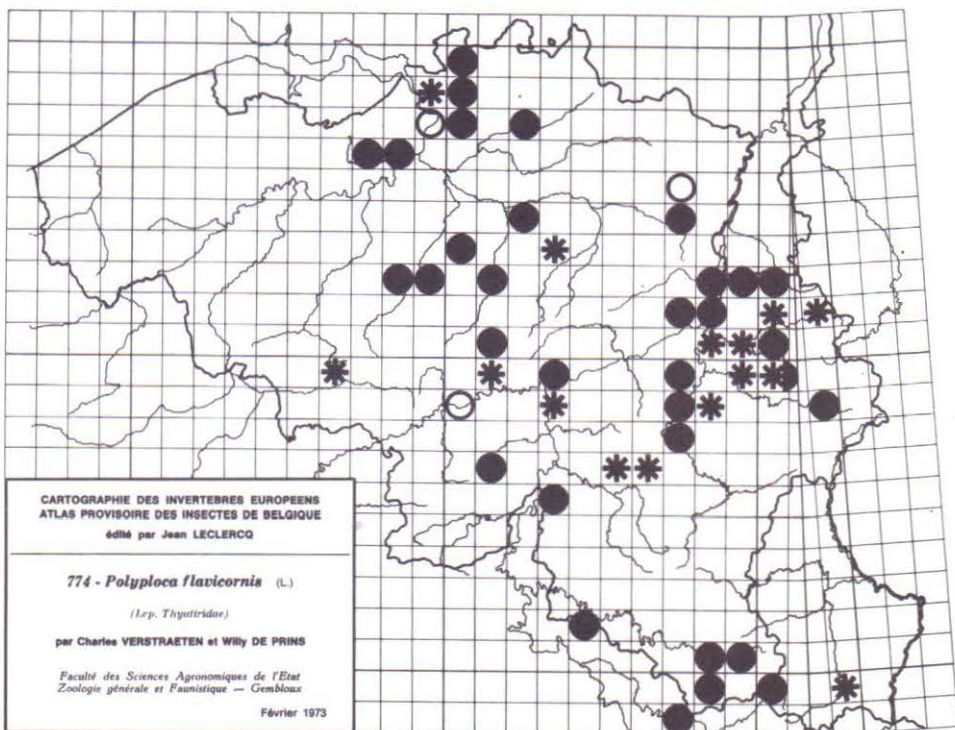 CARTOGRAPHIE DES INVERTEBRES EUROPEENS
ATLAS PROVISOIRE DES INSECTES DE BELGIQUE
édité par Jean LECLERCQ
774 - Polyploca flavicornis (L.)
(Lep. Thyatiridae)
par Charles VERSTRAETEN et Willy DE PRINS
Faculté des Sciences Agronomiques de l'Etat
Zoologie générale et Faunistique — Gembloux
Février 1973